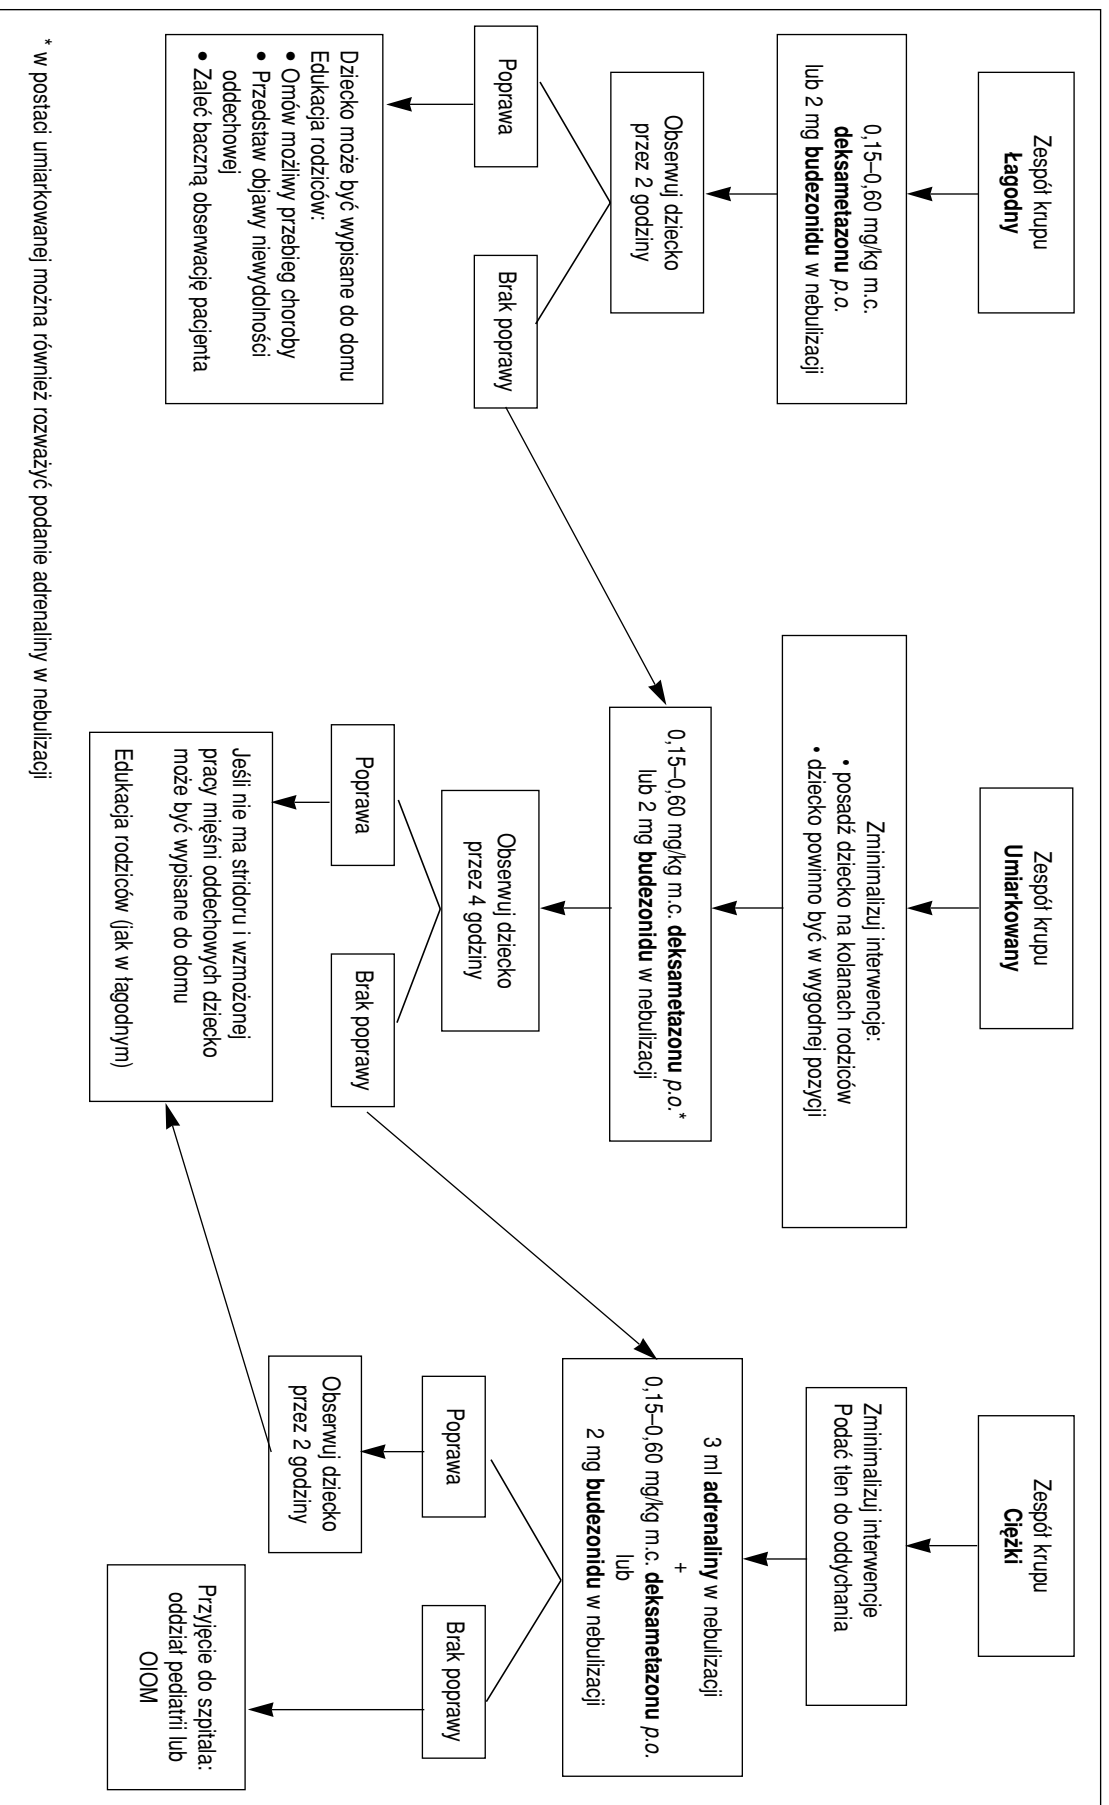 Zespół krupu
Łagodny
0,15–0,60 mg/kg m.c.
deksametazonu p.o.
lub 2 mg budezonidu w nebulizacji
Obserwuj dziecko
przez 2 godziny
Poprawa
Brak poprawy
Dziecko może być wypisane do domu
Edukacja rodziców:
• Omów możliwy przebieg choroby
• Przedstaw objawy niewydolności
oddechowej
• Zaleć baczną obserwację pacjenta
Zespół krupu
Umiarkowany
Zminimalizuj interwencje:
• posadź dziecko na kolanach rodziców
• dziecko powinno być w wygodnej pozycji
0,15–0,60 mg/kg m.c. deksametazonu p.o.*
lub 2 mg budezonidu w nebulizacji
Obserwuj dziecko
przez 4 godziny
Poprawa
Brak poprawy
Jeśli nie ma stridoru i wzmożonej
pracy mięśni oddechowych dziecko
może być wypisane do domu
Edukacja rodziców (jak w łagodnym)
Zespół krupu
Ciężki
Zminimalizuj interwencje
Podać tlen do oddychania
3 ml adrenaliny w nebulizacji
+
0,15–0,60 mg/kg m.c. deksametazonu p.o.
lub
2 mg budezonidu w nebulizacji
Poprawa
Brak poprawy
Obserwuj dziecko
przez 2 godziny
Przyjęcie do szpitala:
oddział pediatrii lub
OIOM
* w postaci umiarkowanej można również rozważyć podanie adrenaliny w nebulizacji